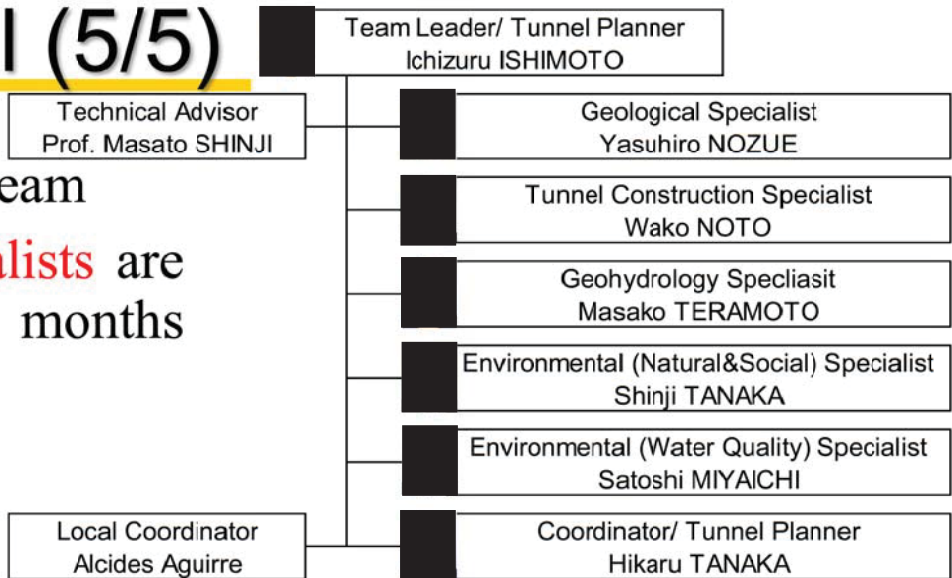 l (5/5)
Team Leader/ Tunnel Planner
Ichizuru ISHIMOTO
Technical Advisor
Prof. Masato SHINJI
Geological Specialist
Yasuhiro NOZUE
eam
Tunnel Construction Specialist
Wako NOTO
alists are
months
Geohydrology Specliasit
Masako TERAMOTO
Environmental (Natural&Social) Specialist
Shinji TANAKA
Environmental (Water Quality) Specialist
Satoshi MIYAICHI
Local Coordinator
Alcides Aguirre
Coordinator/ Tunnel Planner
Hikaru TANAKA